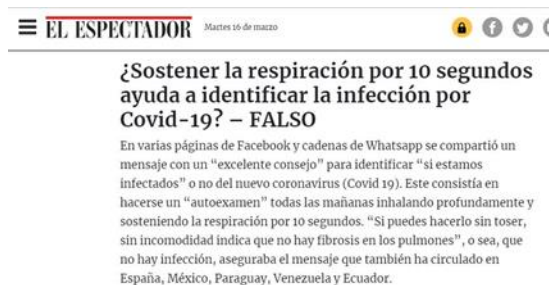 EL ESPECTADOR Martes 16 de marzo
¿Sostener la respiración por 10 segundos
ayuda a identificar la infección por
Covid-19? – FALSO
En varias páginas de Facebook y cadenas de Whatsapp se compartió un
mensaje con un “excelente consejo” para identificar “si estamos
infectados” o no del nuevo coronavirus (Covid 19). Este consistía en
hacerse un “autoexamen” todas las mañanas inhalando profundamente y
sosteniendo la respiración por 10 segundos. “Si puedes hacerlo sin toser,
sin incomodidad indica que no hay fibrosis en los pulmones”, o sea, que
no hay infección, aseguraba el mensaje que también ha circulado en
España, México, Paraguay, Venezuela y Ecuador.